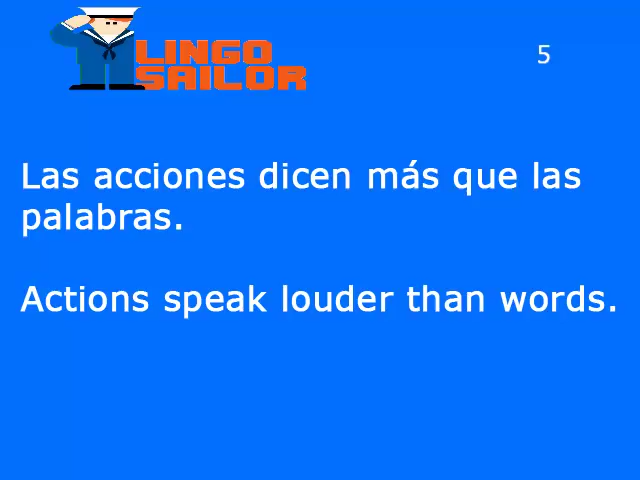 LINGO
SAILOR
5
Las acciones dicen más que las
palabras.
Actions speak louder than words.